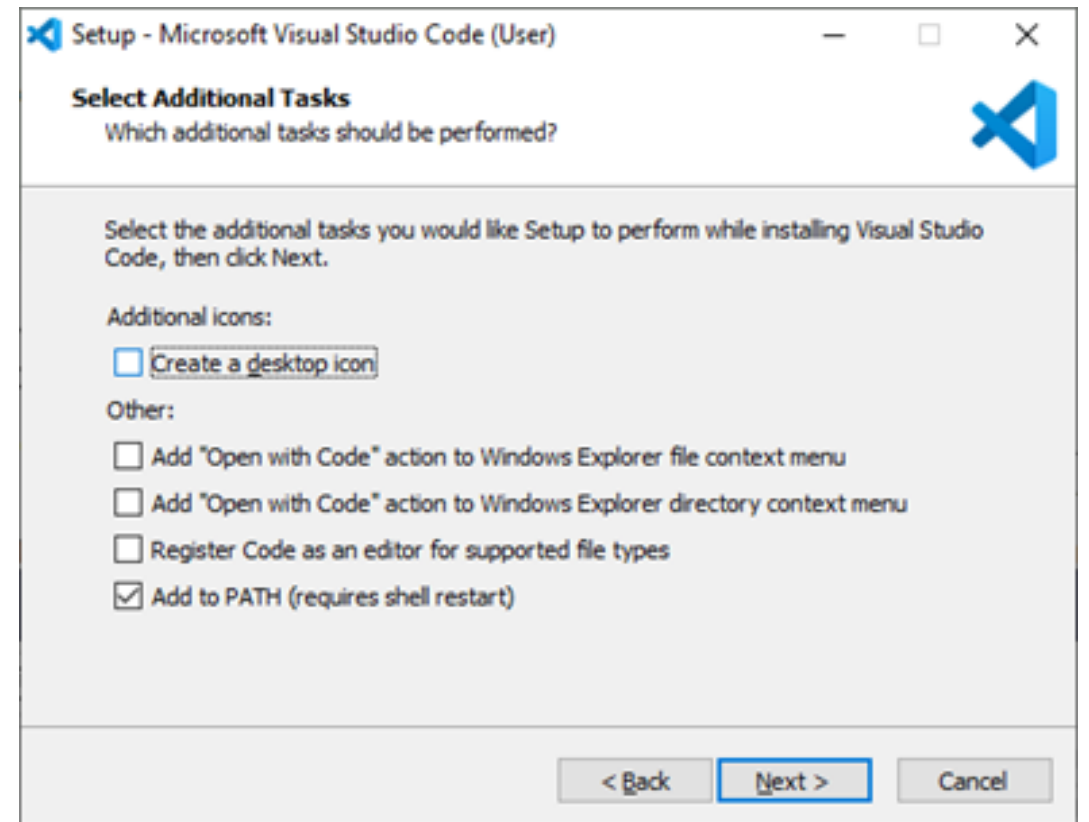 Setup - Microsoft Visual Studio Code (User)
Select Additional Tasks
Which additional tasks should be performed?
Select the additional tasks you would like Setup to perform while installing Visual Studio
Code, then click Next.
Additional icons:
Create a desktop icon
Other:
Add "Open with Code" action to Windows Explorer file context menu
Add "Open with Code" action to Windows Explorer directory context menu
Register Code as an editor for supported file types
Add to PATH (requires shell restart)
< Back Next > Cancel